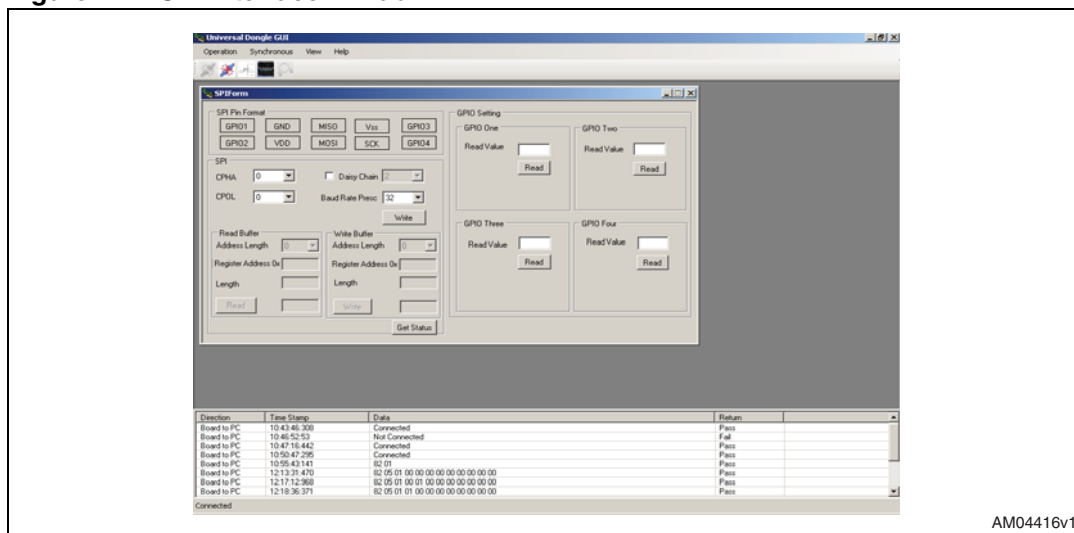 Universal Dongle GUI
Operation Synchronous View Help
SPIForm
SPI Pin Format
GPIO1 GND MISO Vss GPIO3
GPIO2 VDD MOSI SCK GPIO4
SPI
CPHA 0 Daisy Chain 2
CPOL 0 Baud Rate Presc 32
Write
Read Buffer
Address Length 0
Register Address 0x
Length
Read
Write Buffer
Address Length 0
Register Address 0x
Length
Write
Get Status
GPIO Setting
GPIO One
Read Value
Read
GPIO Two
Read Value
Read
GPIO Three
Read Value
Read
GPIO Four
Read Value
Read
Direction Time Stamp Data Return
Board to PC 10:43:46:308 Connected Pass
Board to PC 10:46:52:53 Not Connected Fail
Board to PC 10:47:16:442 Connected Pass
Board to PC 10:50:47:295 Connected Pass
Board to PC 10:55:43:141 82 01 Pass
Board to PC 12:13:31:470 82 05 01 00 00 00 00 00 00 00 00 00 Pass
Board to PC 12:17:12:968 82 05 01 00 01 00 00 00 00 00 00 00 Pass
Board to PC 12:18:36:371 82 05 01 01 00 00 00 00 00 00 00 00 Pass
Connected
AM04416v1